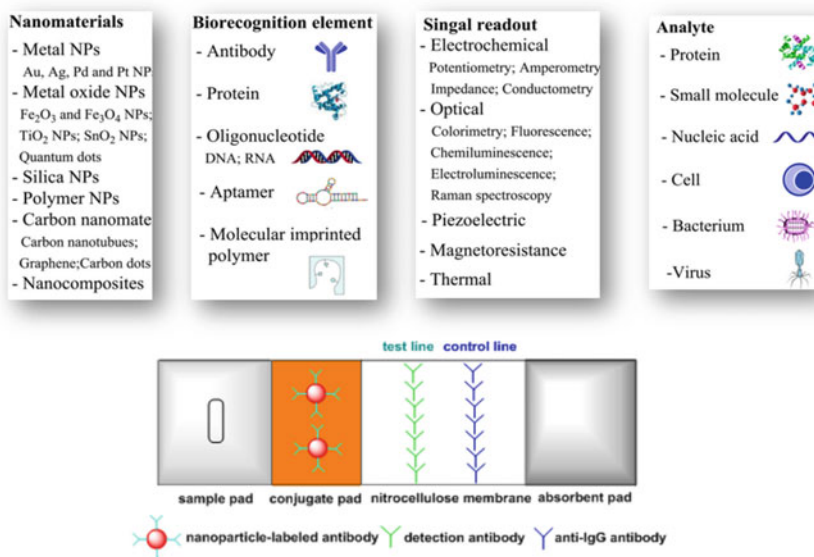 Nanomaterials
- Metal NPs
Au, Ag, Pd and Pt NP
- Metal oxide NPs
Fe₂O₃ and Fe₃O₄ NPs;
TiO₂ NPs; SnO₂ NPs;
Quantum dots
- Silica NPs
- Polymer NPs
- Carbon nanomate
Carbon nanotubues;
Graphene;Carbon dots
- Nanocomposites
Biorecognition element
- Antibody
- Protein
- Oligonucleotide
DNA; RNA
- Aptamer
- Molecular imprinted
polymer
Singal readout
- Electrochemical
Potentiometry; Amperometry
Impedance; Conductometry
- Optical
Colorimetry; Fluorescence;
Chemiluminescence;
Electroluminescence;
Raman spectroscopy
- Piezoelectric
- Magnetoresistance
- Thermal
Analyte
- Protein
- Small molecule
- Nucleic acid
- Cell
- Bacterium
-Virus
test line control line
sample pad conjugate pad nitrocellulose membrane absorbent pad
nanoparticle-labeled antibody detection antibody anti-IgG antibody